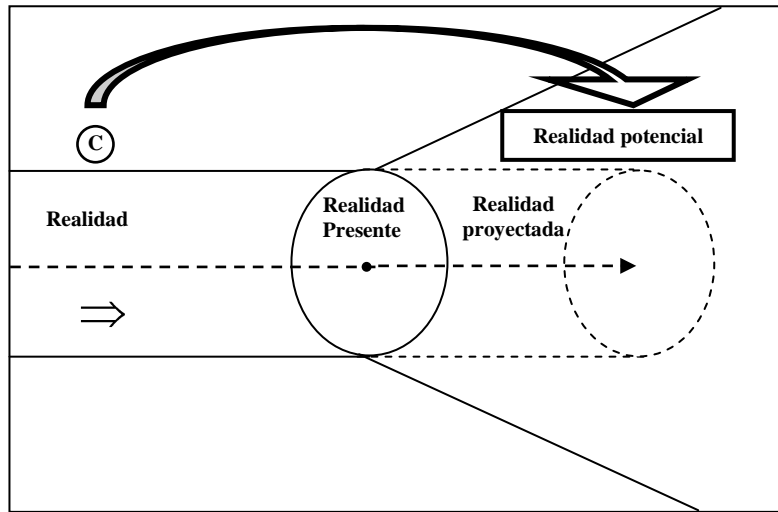 C
Realidad potencial
Realidad
Realidad
Presente
Realidad
proyectada